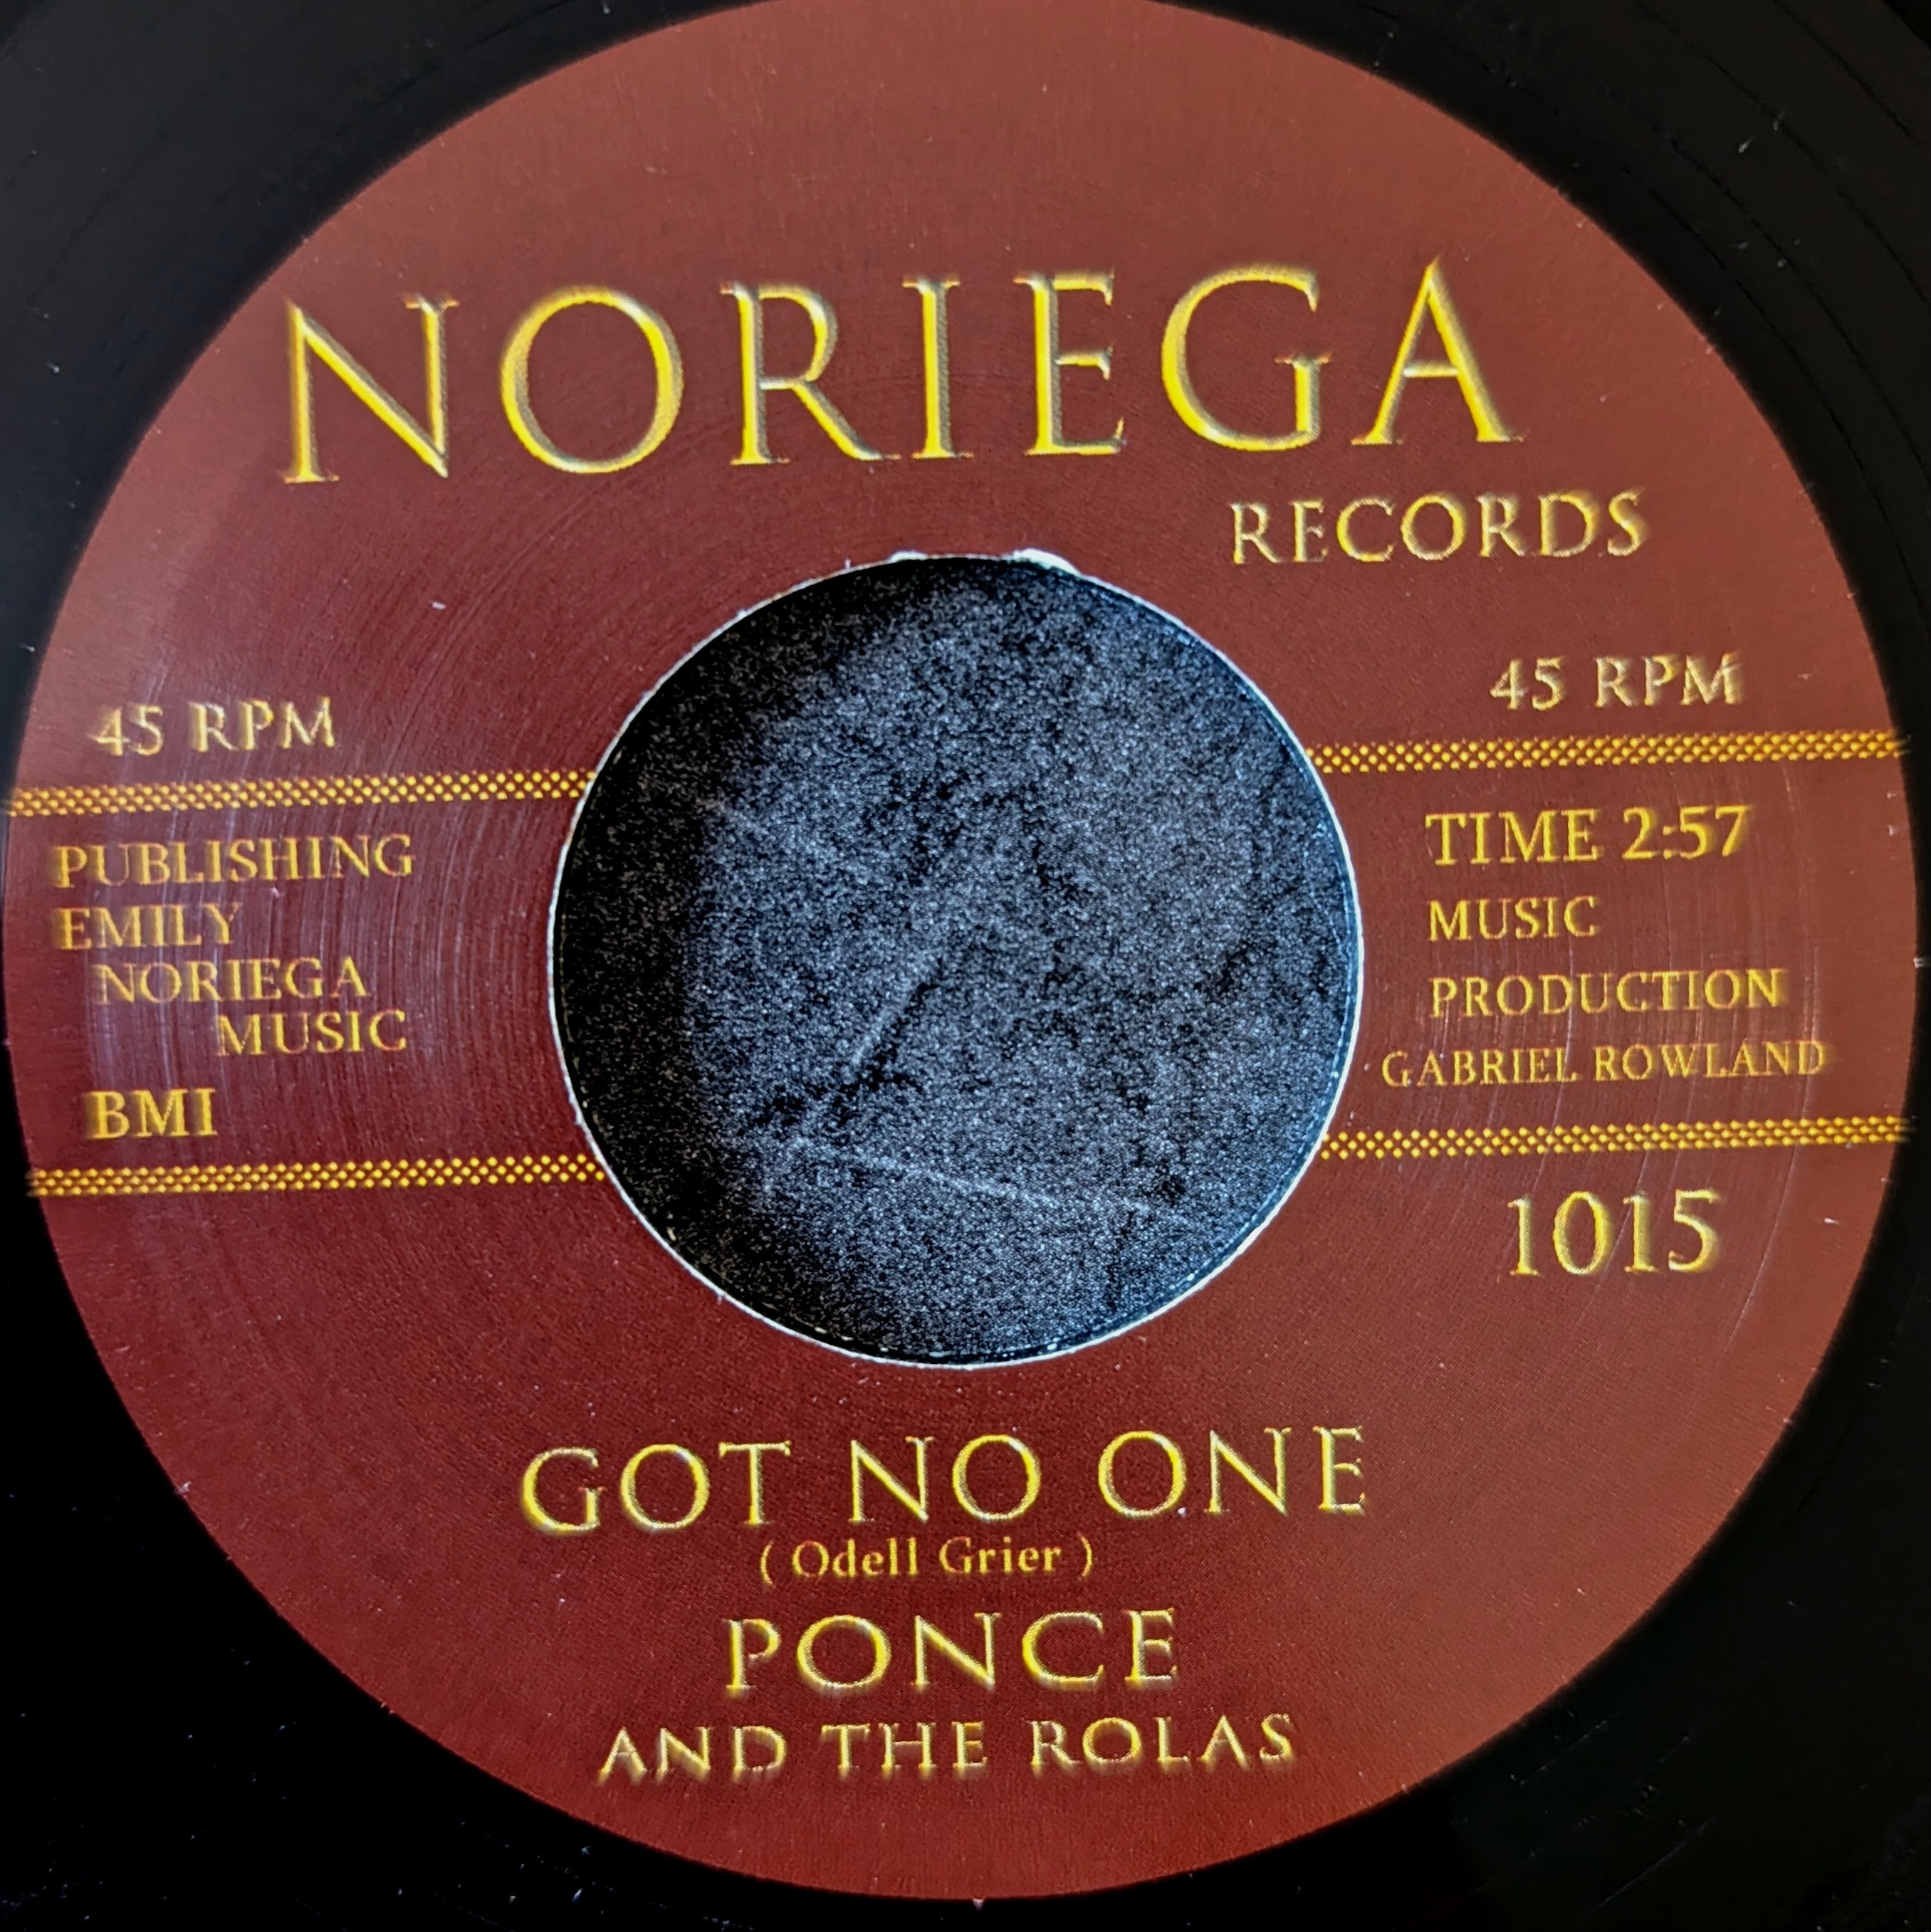 NORIEGA
RECORDS
45 RPM
45 RPM
PUBLISHING
EMILY
NORIEGA
MUSIC
BMI
TIME 2:57
MUSIC
PRODUCTION
GABRIEL ROWLAND
1015
GOT NO ONE
( Odell Grier )
PONCE
AND THE ROLAS